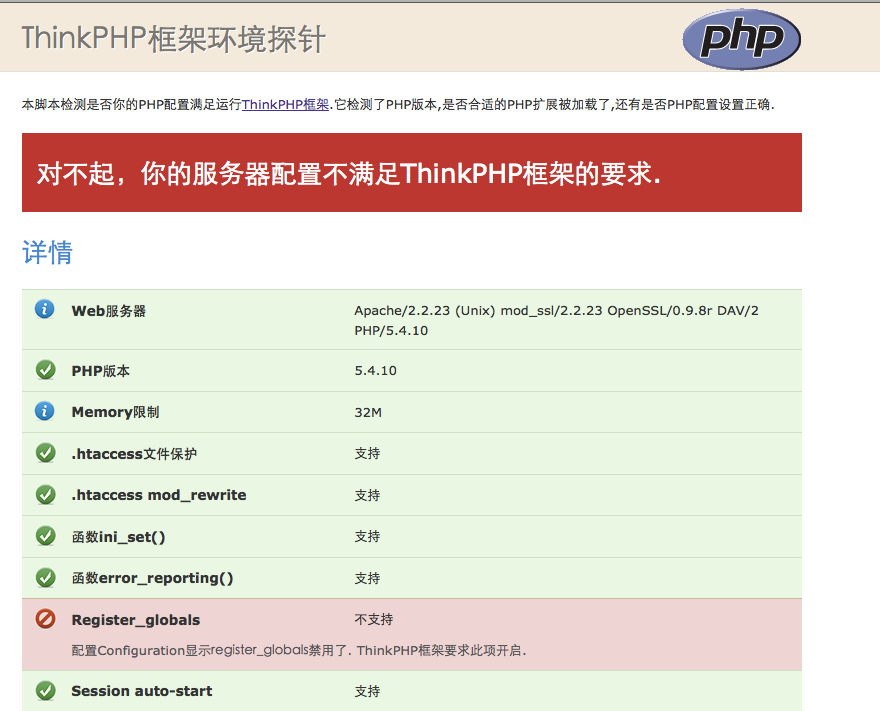 ThinkPHP框架环境探针
php
本脚本检测是否你的PHP配置满足运行ThinkPHP框架.它检测了PHP版本,是否合适的PHP扩展被加载了,还有是否PHP配置设置正确.
对不起，你的服务器配置不满足ThinkPHP框架的要求.
详情
Web服务器 Apache/2.2.23 (Unix) mod_ssl/2.2.23 OpenSSL/0.9.8r DAV/2
PHP/5.4.10
PHP版本 5.4.10
Memory限制 32M
.htaccess文件保护 支持
.htaccess mod_rewrite 支持
函数ini_set() 支持
函数error_reporting() 支持
Register_globals 不支持
配置Configuration显示register_globals禁用了. ThinkPHP框架要求此项开启.
Session auto-start 支持